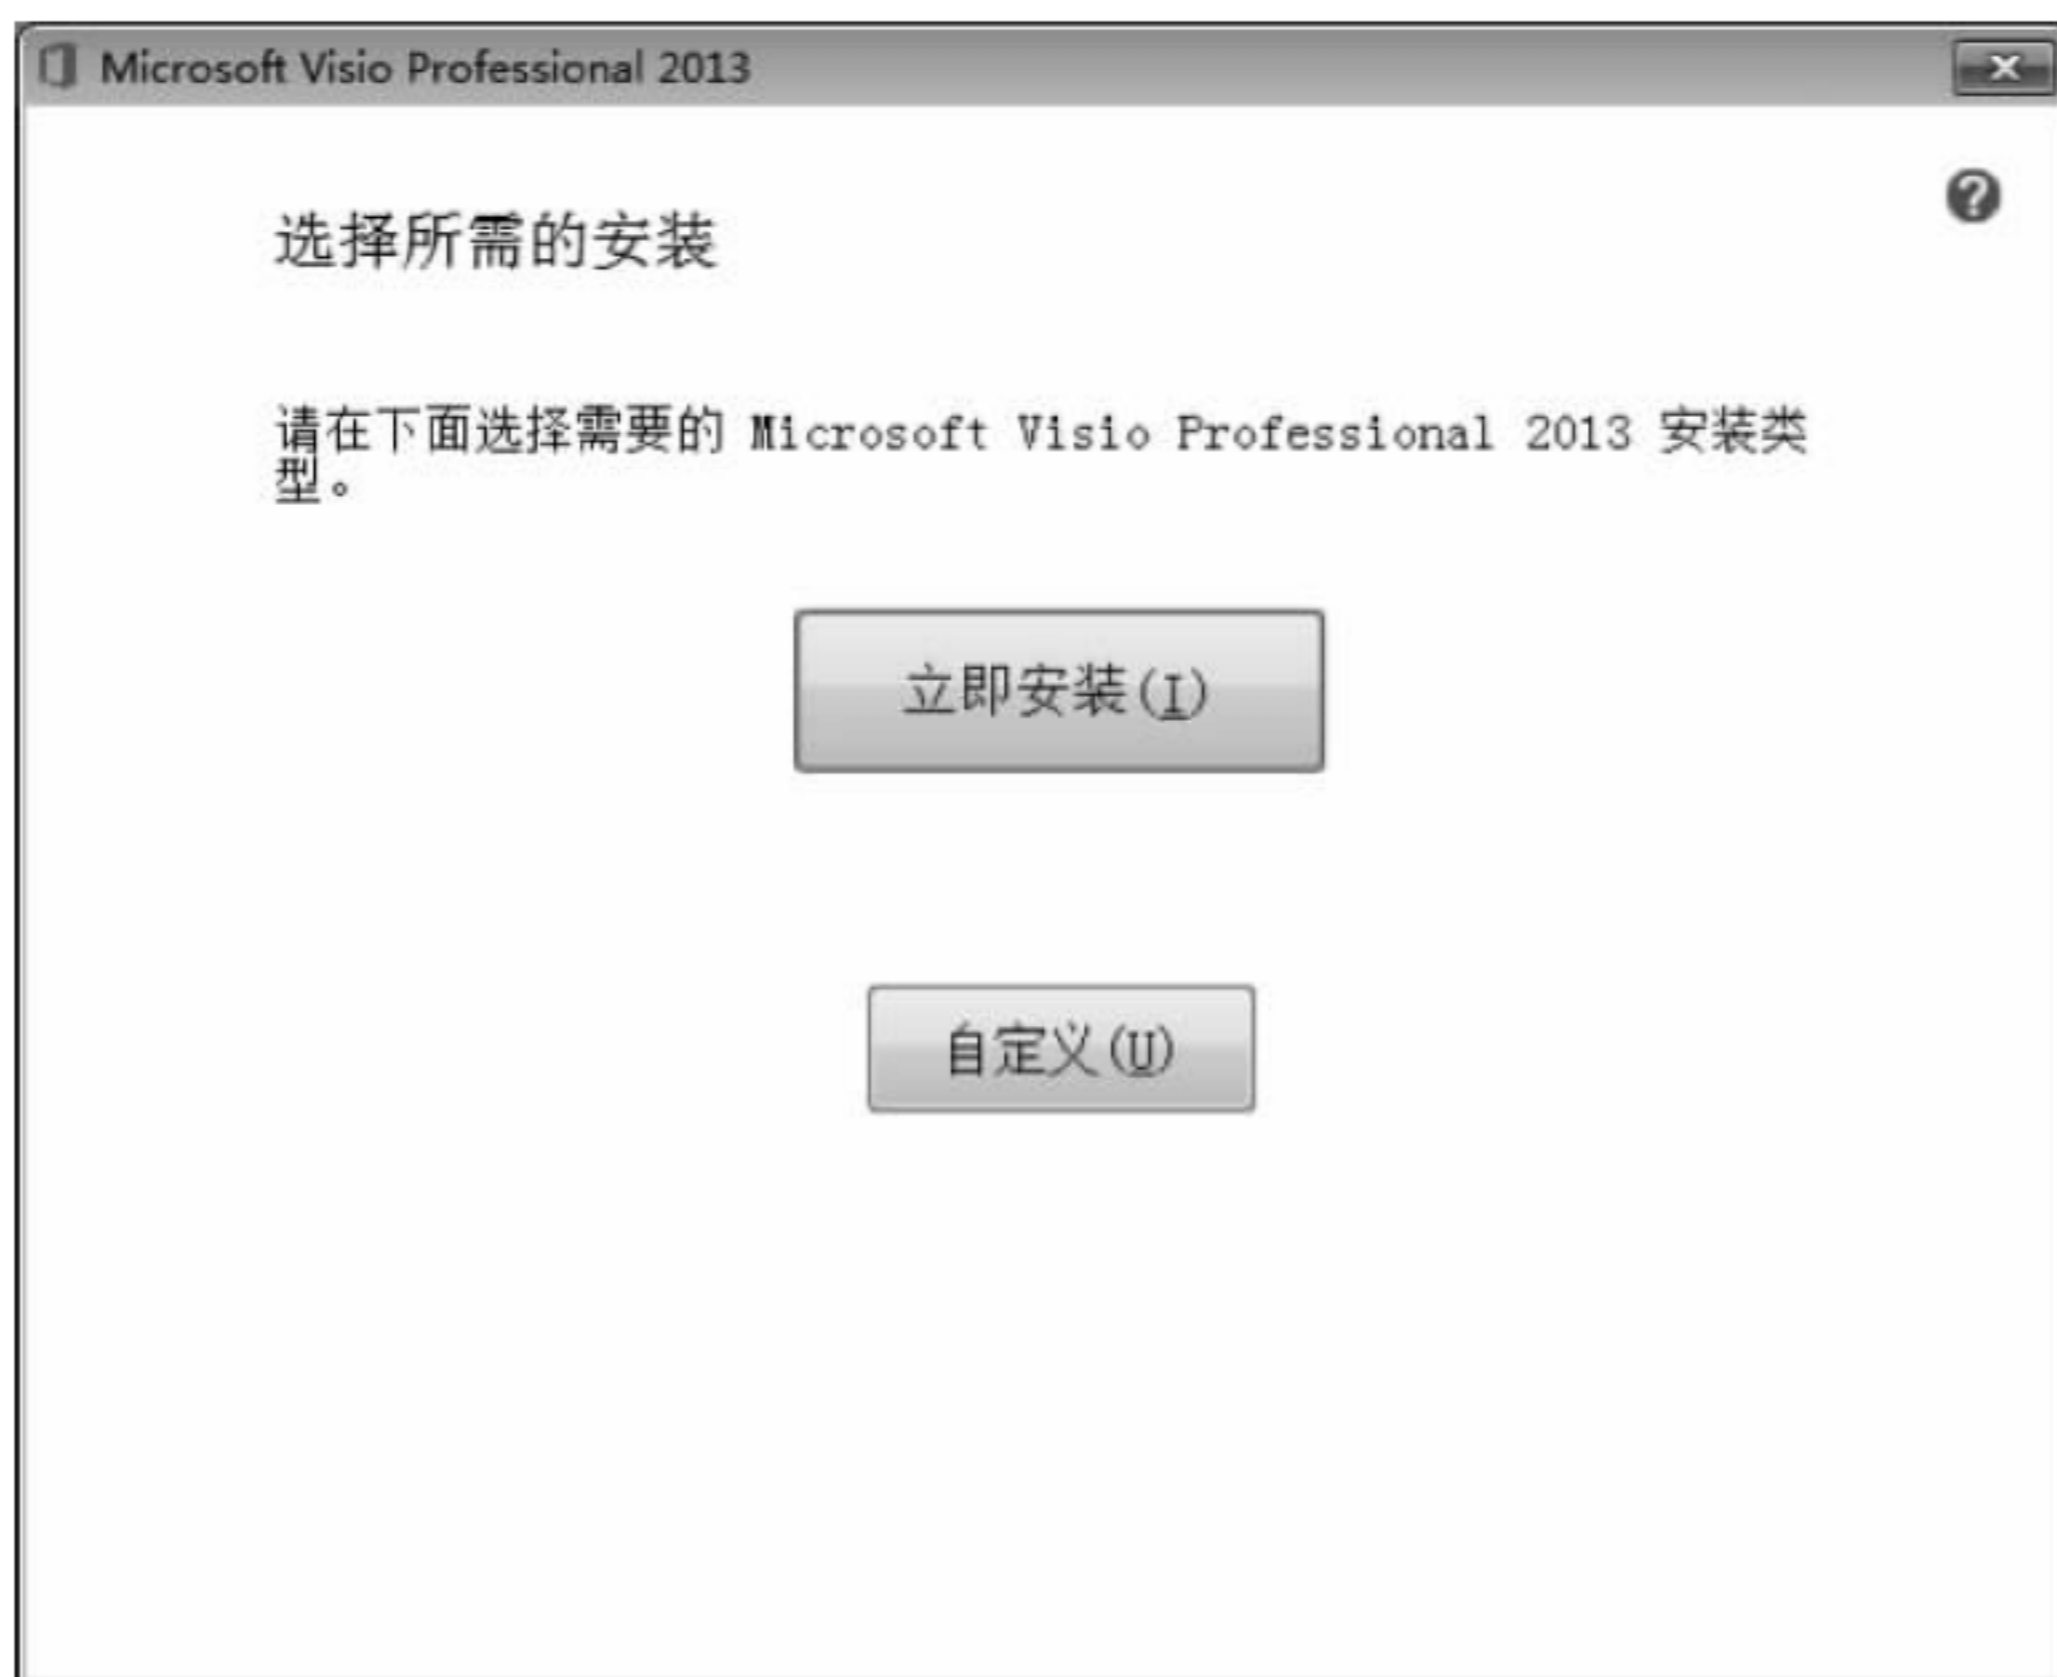 Microsoft Visio Professional 2013
选择所需的安装
请在下面选择需要的 Microsoft Visio Professional 2013 安装类
型。
立即安装(I)
自定义(U)